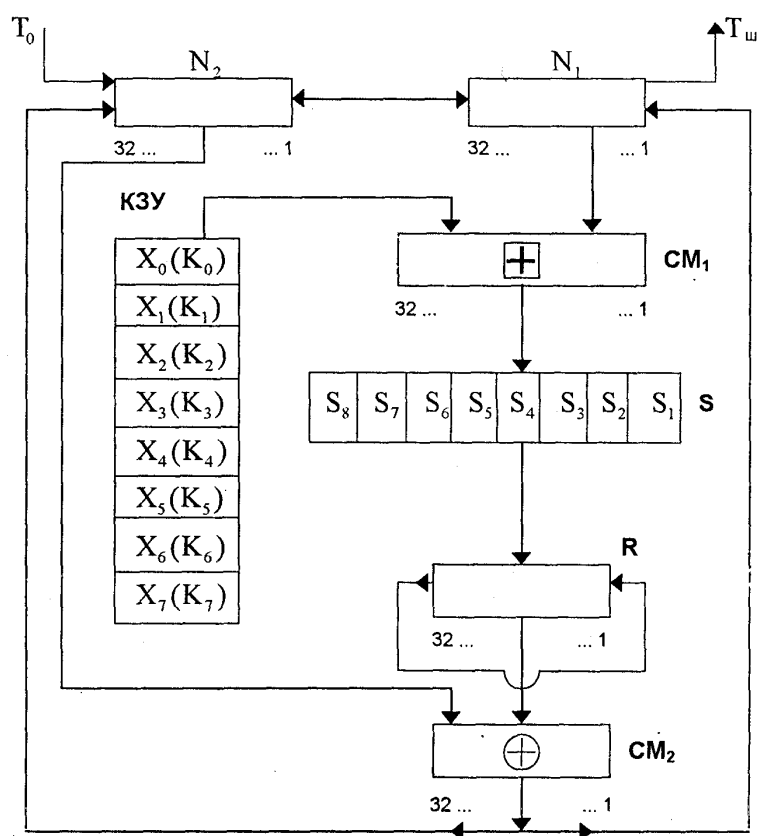 T₀ N₂ N₁ Tш
32 ... ... 1 32 ... ... 1
КЗУ
X₀(K₀)
X₁(K₁)
X₂(K₂)
X₃(K₃)
X₄(K₄)
X₅(K₅)
X₆(K₆)
X₇(K₇)
+ CM₁
32 ... ... 1
S₈ S₇ S₆ S₅ S₄ S₃ S₂ S₁ S
R
32 ... ... 1
+ CM₂
32 ... ... 1